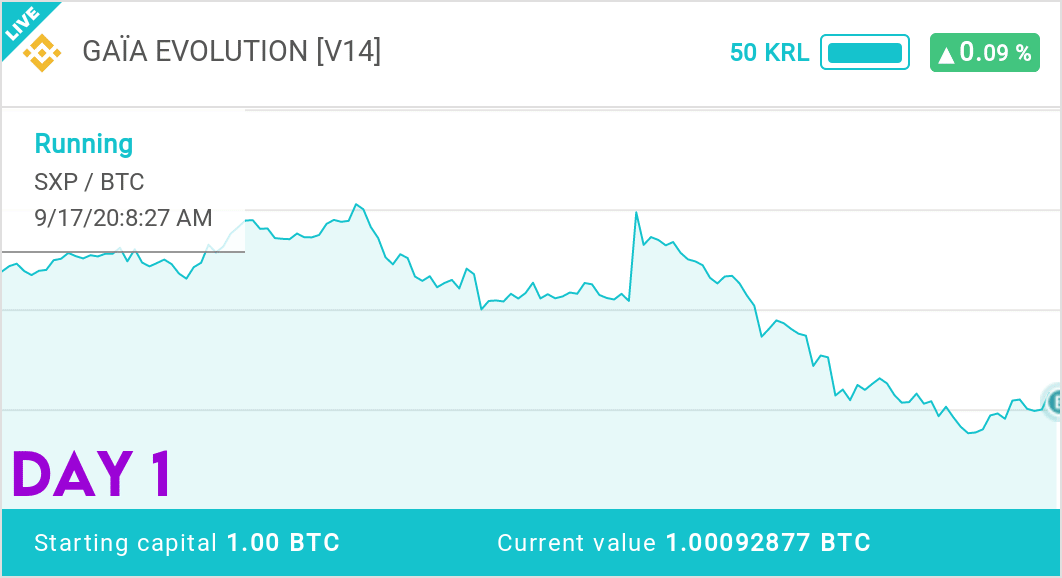 LIVE
GAÏA EVOLUTION [V14]
50 KRL
▲0.09 %
Running
SXP / BTC
9/17/20:8:27 AM
DAY 1
Starting capital 1.00 BTC
Current value 1.00092877 BTC